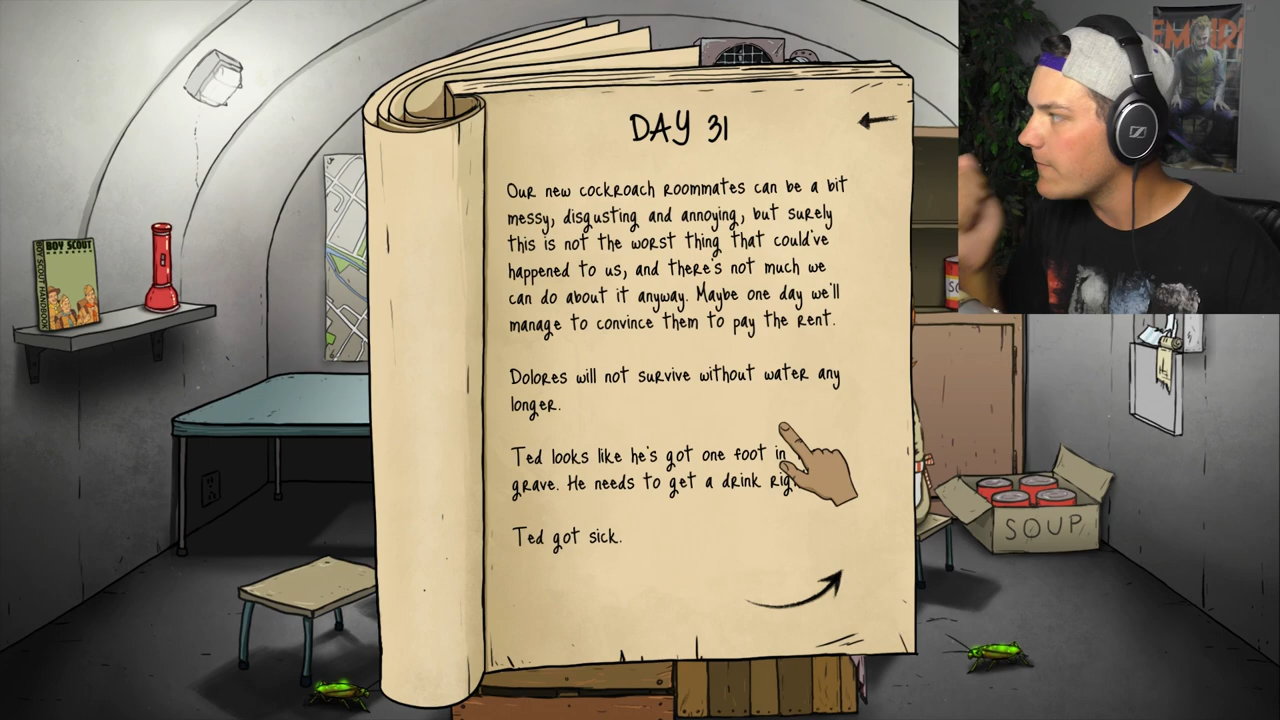 DAY 31
Our new cockroach roommates can be a bit
messy, disgusting and annoying, but surely
this is not the worst thing that could've
happened to us, and there's not much we
can do about it anyway. Maybe one day we'll
manage to convince them to pay the rent.
Dolores will not survive without water any
longer.
Ted looks like he's got one foot in
grave. He needs to get a drink
Ted got sick.
BOY SCOUT
BOY SCOUT HANDBOOK
SOUP
EMPIRE